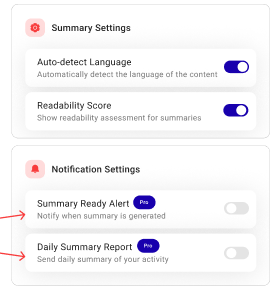 Summary Settings
Auto-detect Language
Automatically detect the language of the content
Readability Score
Show readability assessment for summaries
Notification Settings
Summary Ready Alert Pro
Notify when summary is generated
Daily Summary Report Pro
Send daily summary of your activity